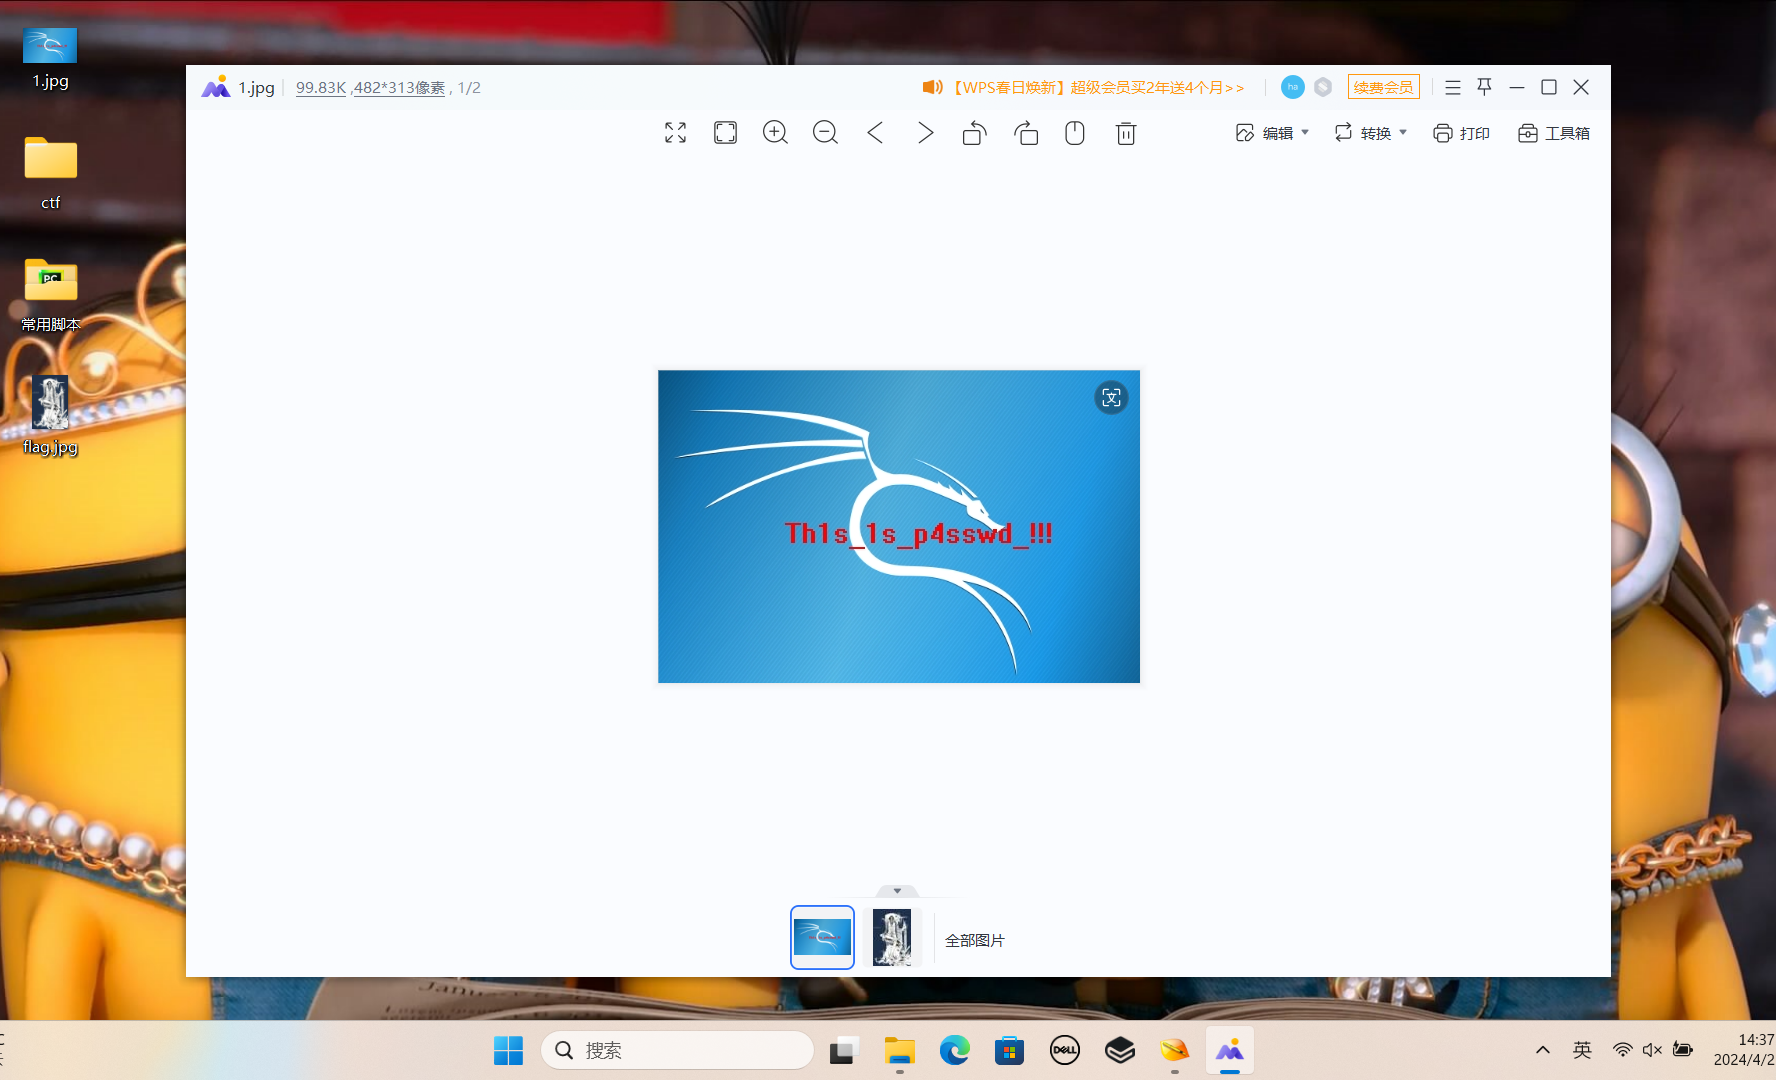 1.jpg
ctf
PC
常用脚本
flag.jpg
1.jpg
99.83K ,482*313像素 , 1/2
【WPS春日焕新】超级会员买2年送4个月>>
ha
S
续费会员
编辑
转换
打印
工具箱
文
Th1s_1s_p4sswd_!!!
全部图片
January
搜索
DELL
英
14:37
2024/4/2